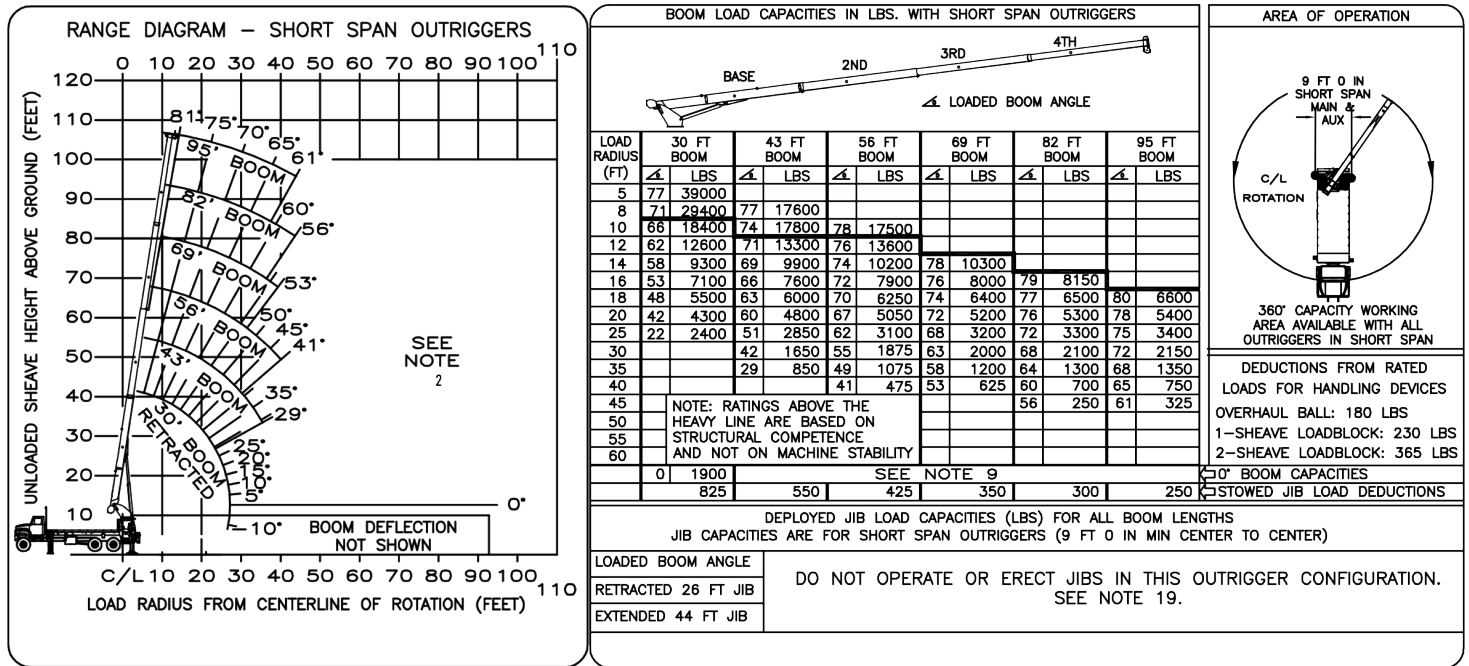 RANGE DIAGRAM – SHORT SPAN OUTRIGGERS
0 10 20 30 40 50 60 70 80 90 100 110
UNLOADED SHEAVE HEIGHT ABOVE GROUND (FEET)
120
110
100
90
80
70
60
50
40
30
20
10
81° 75° 70° 65° 61°
95' BOOM
60°
82' BOOM
56°
69' BOOM
53°
50°
56' BOOM
45°
41°
43' BOOM
35°
29°
30' BOOM
RETRACTED
25°
20°
15°
10°
5°
0°
-10°
SEE
NOTE
2
BOOM DEFLECTION
NOT SHOWN
C/L 10 20 30 40 50 60 70 80 90 100 110
LOAD RADIUS FROM CENTERLINE OF ROTATION (FEET)
BOOM LOAD CAPACITIES IN LBS. WITH SHORT SPAN OUTRIGGERS
BASE 2ND 3RD 4TH
∡ LOADED BOOM ANGLE
LOAD RADIUS (FT) 30 FT BOOM 43 FT BOOM 56 FT BOOM 69 FT BOOM 82 FT BOOM 95 FT BOOM
∡ LBS ∡ LBS ∡ LBS ∡ LBS ∡ LBS ∡ LBS
5 77 39000
8 71 29400 77 17600
10 66 18400 74 17800 78 17500
12 62 12600 71 13300 76 13600
14 58 9300 69 9900 74 10200 78 10300
16 53 7100 66 7600 72 7900 76 8000 79 8150
18 48 5500 63 6000 70 6250 74 6400 77 6500 80 6600
20 42 4300 60 4800 67 5050 72 5200 76 5300 78 5400
25 22 2400 51 2850 62 3100 68 3200 72 3300 75 3400
30 42 1650 55 1875 63 2000 68 2100 72 2150
35 29 850 49 1075 58 1200 64 1300 68 1350
40 41 475 53 625 60 700 65 750
45 56 250 61 325
50
55
60
NOTE: RATINGS ABOVE THE
HEAVY LINE ARE BASED ON
STRUCTURAL COMPETENCE
AND NOT ON MACHINE STABILITY
0 1900 SEE NOTE 9 0° BOOM CAPACITIES
825 550 425 350 300 250 STOWED JIB LOAD DEDUCTIONS
DEPLOYED JIB LOAD CAPACITIES (LBS) FOR ALL BOOM LENGTHS
JIB CAPACITIES ARE FOR SHORT SPAN OUTRIGGERS (9 FT 0 IN MIN CENTER TO CENTER)
LOADED BOOM ANGLE
RETRACTED 26 FT JIB
EXTENDED 44 FT JIB
DO NOT OPERATE OR ERECT JIBS IN THIS OUTRIGGER CONFIGURATION.
SEE NOTE 19.
AREA OF OPERATION
9 FT 0 IN
SHORT SPAN
MAIN &
AUX
C/L
ROTATION
360° CAPACITY WORKING
AREA AVAILABLE WITH ALL
OUTRIGGERS IN SHORT SPAN
DEDUCTIONS FROM RATED
LOADS FOR HANDLING DEVICES
OVERHAUL BALL: 180 LBS
1-SHEAVE LOADBLOCK: 230 LBS
2-SHEAVE LOADBLOCK: 365 LBS